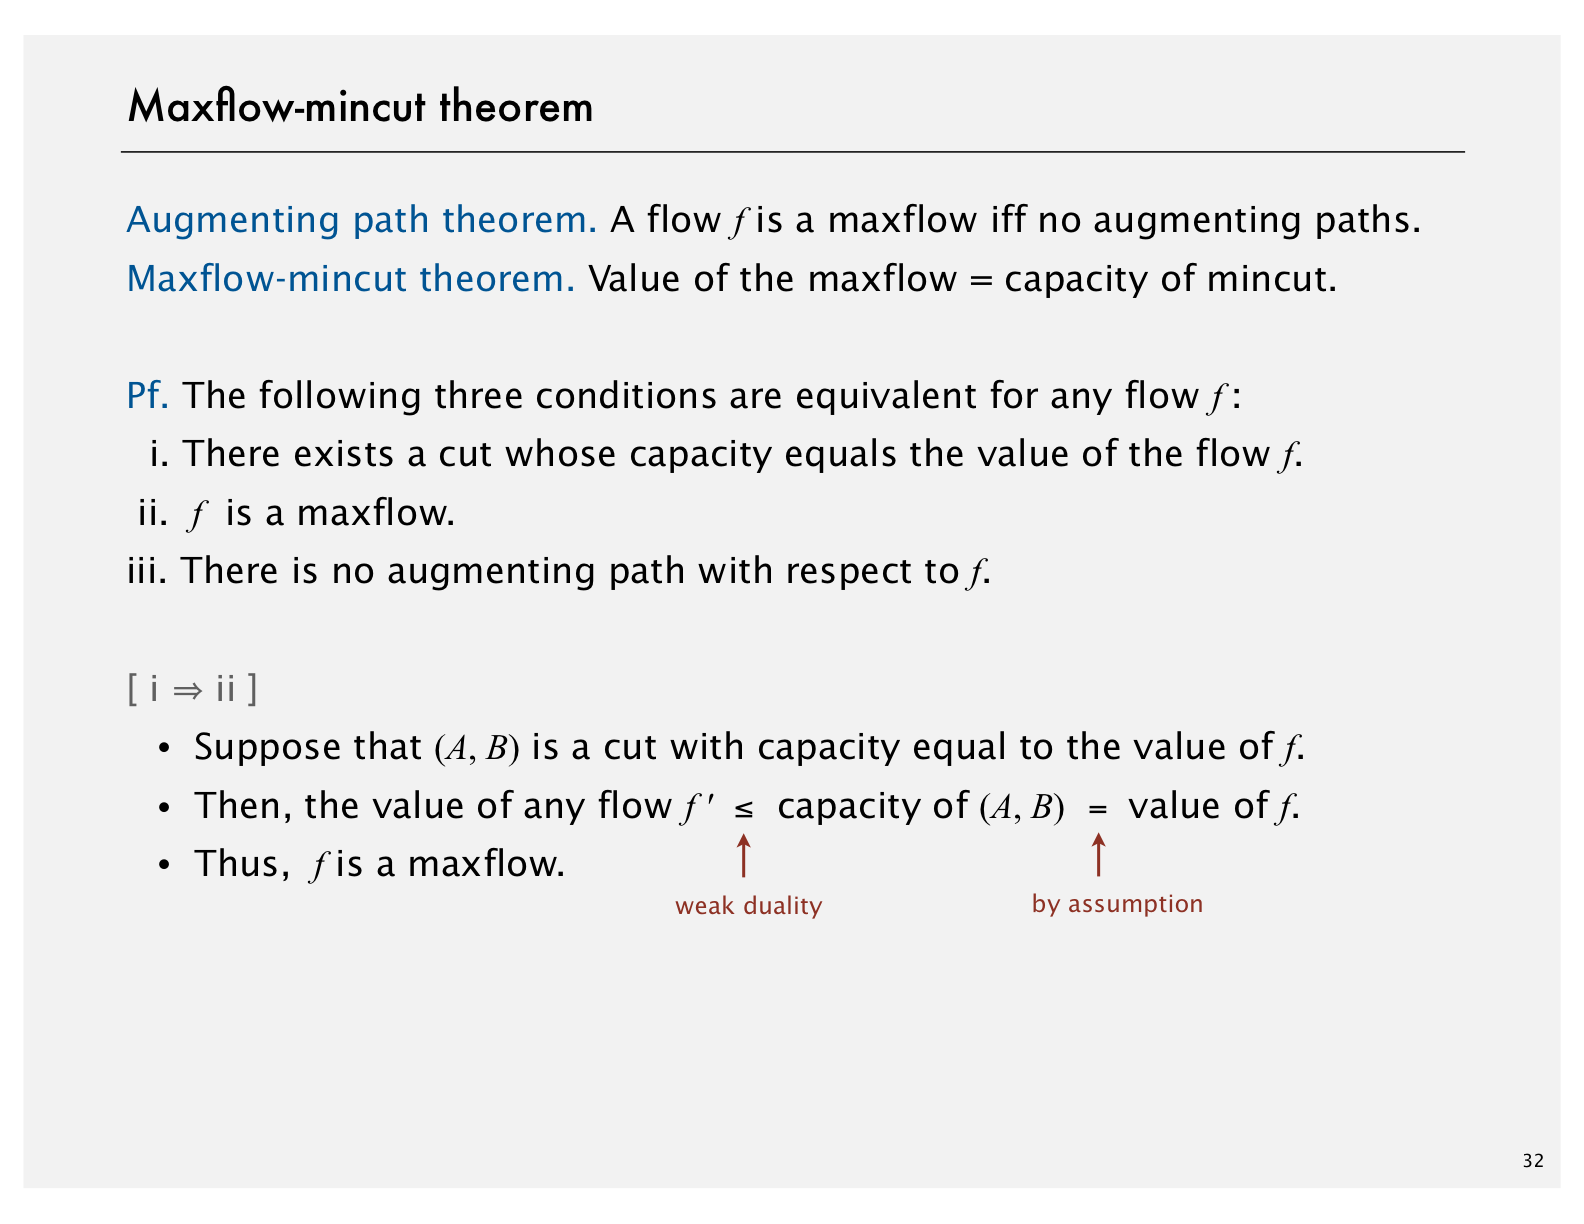 Maxflow-mincut theorem
Augmenting path theorem. A flow f is a maxflow iff no augmenting paths.
Maxflow-mincut theorem. Value of the maxflow = capacity of mincut.
Pf. The following three conditions are equivalent for any flow f :
i. There exists a cut whose capacity equals the value of the flow f.
ii. f is a maxflow.
iii. There is no augmenting path with respect to f.
[ i ⇒ ii ]
• Suppose that (A, B) is a cut with capacity equal to the value of f.
• Then, the value of any flow f ′ ≤ capacity of (A, B) = value of f.
• Thus, f is a maxflow.
weak duality
by assumption
32